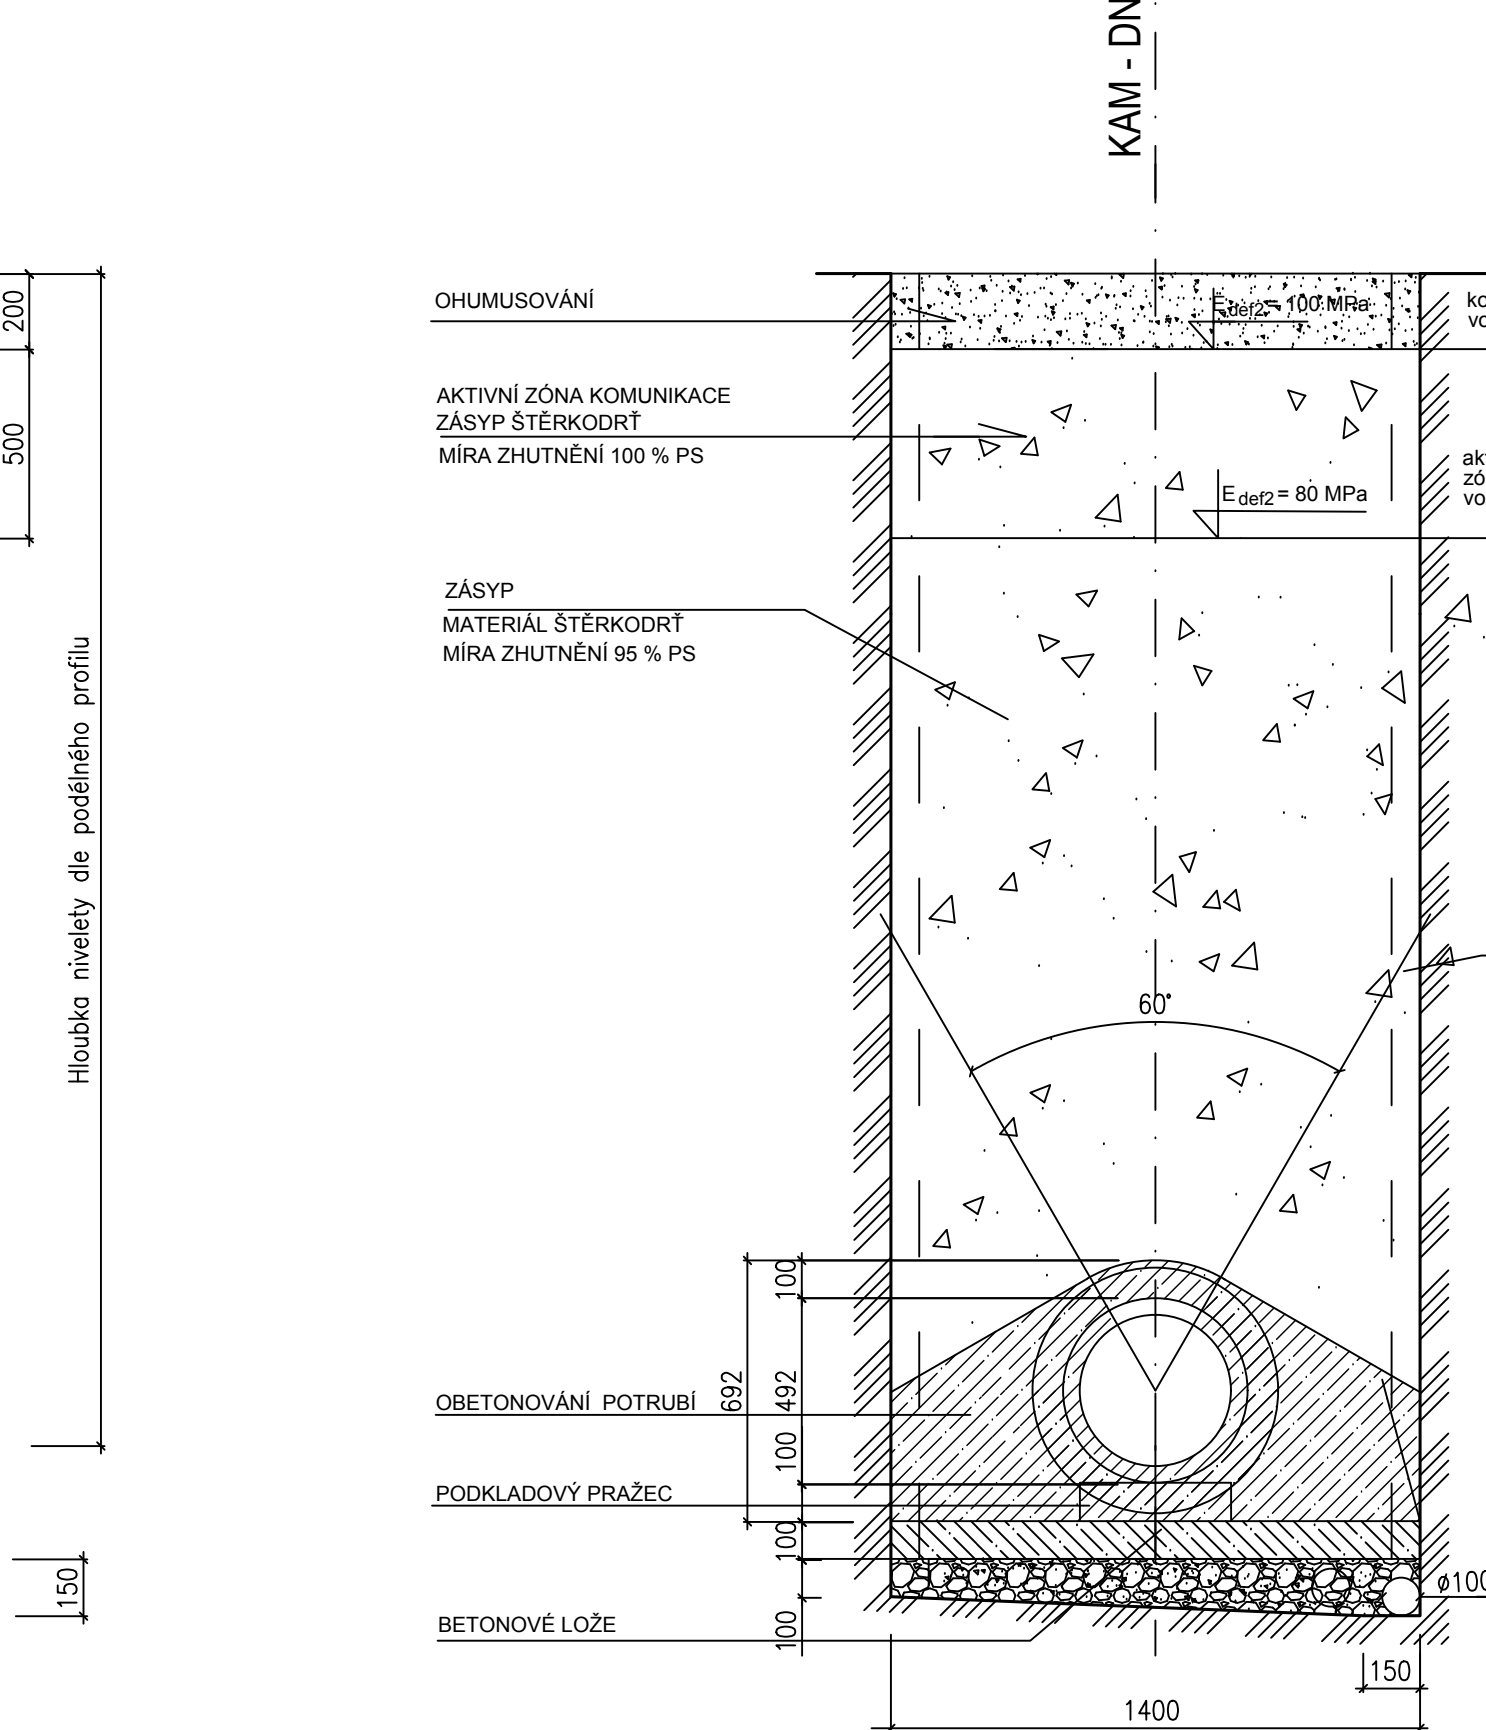 KAM - DN
200
500
Hloubka nivelety dle podélného profilu
150
OHUMUSOVÁNÍ
AKTIVNÍ ZÓNA KOMUNIKACE
ZÁSYP ŠTĚRKODRŤ
MÍRA ZHUTNĚNÍ 100 % PS
ZÁSYP
MATERIÁL ŠTĚRKODRŤ
MÍRA ZHUTNĚNÍ 95 % PS
OBETONOVÁNÍ POTRUBÍ
PODKLADOVÝ PRAŽEC
BETONOVÉ LOŽE
Edef2 = 100 MPa
Edef2 = 80 MPa
60°
692
100
492
100
100
100
ø100
150
1400